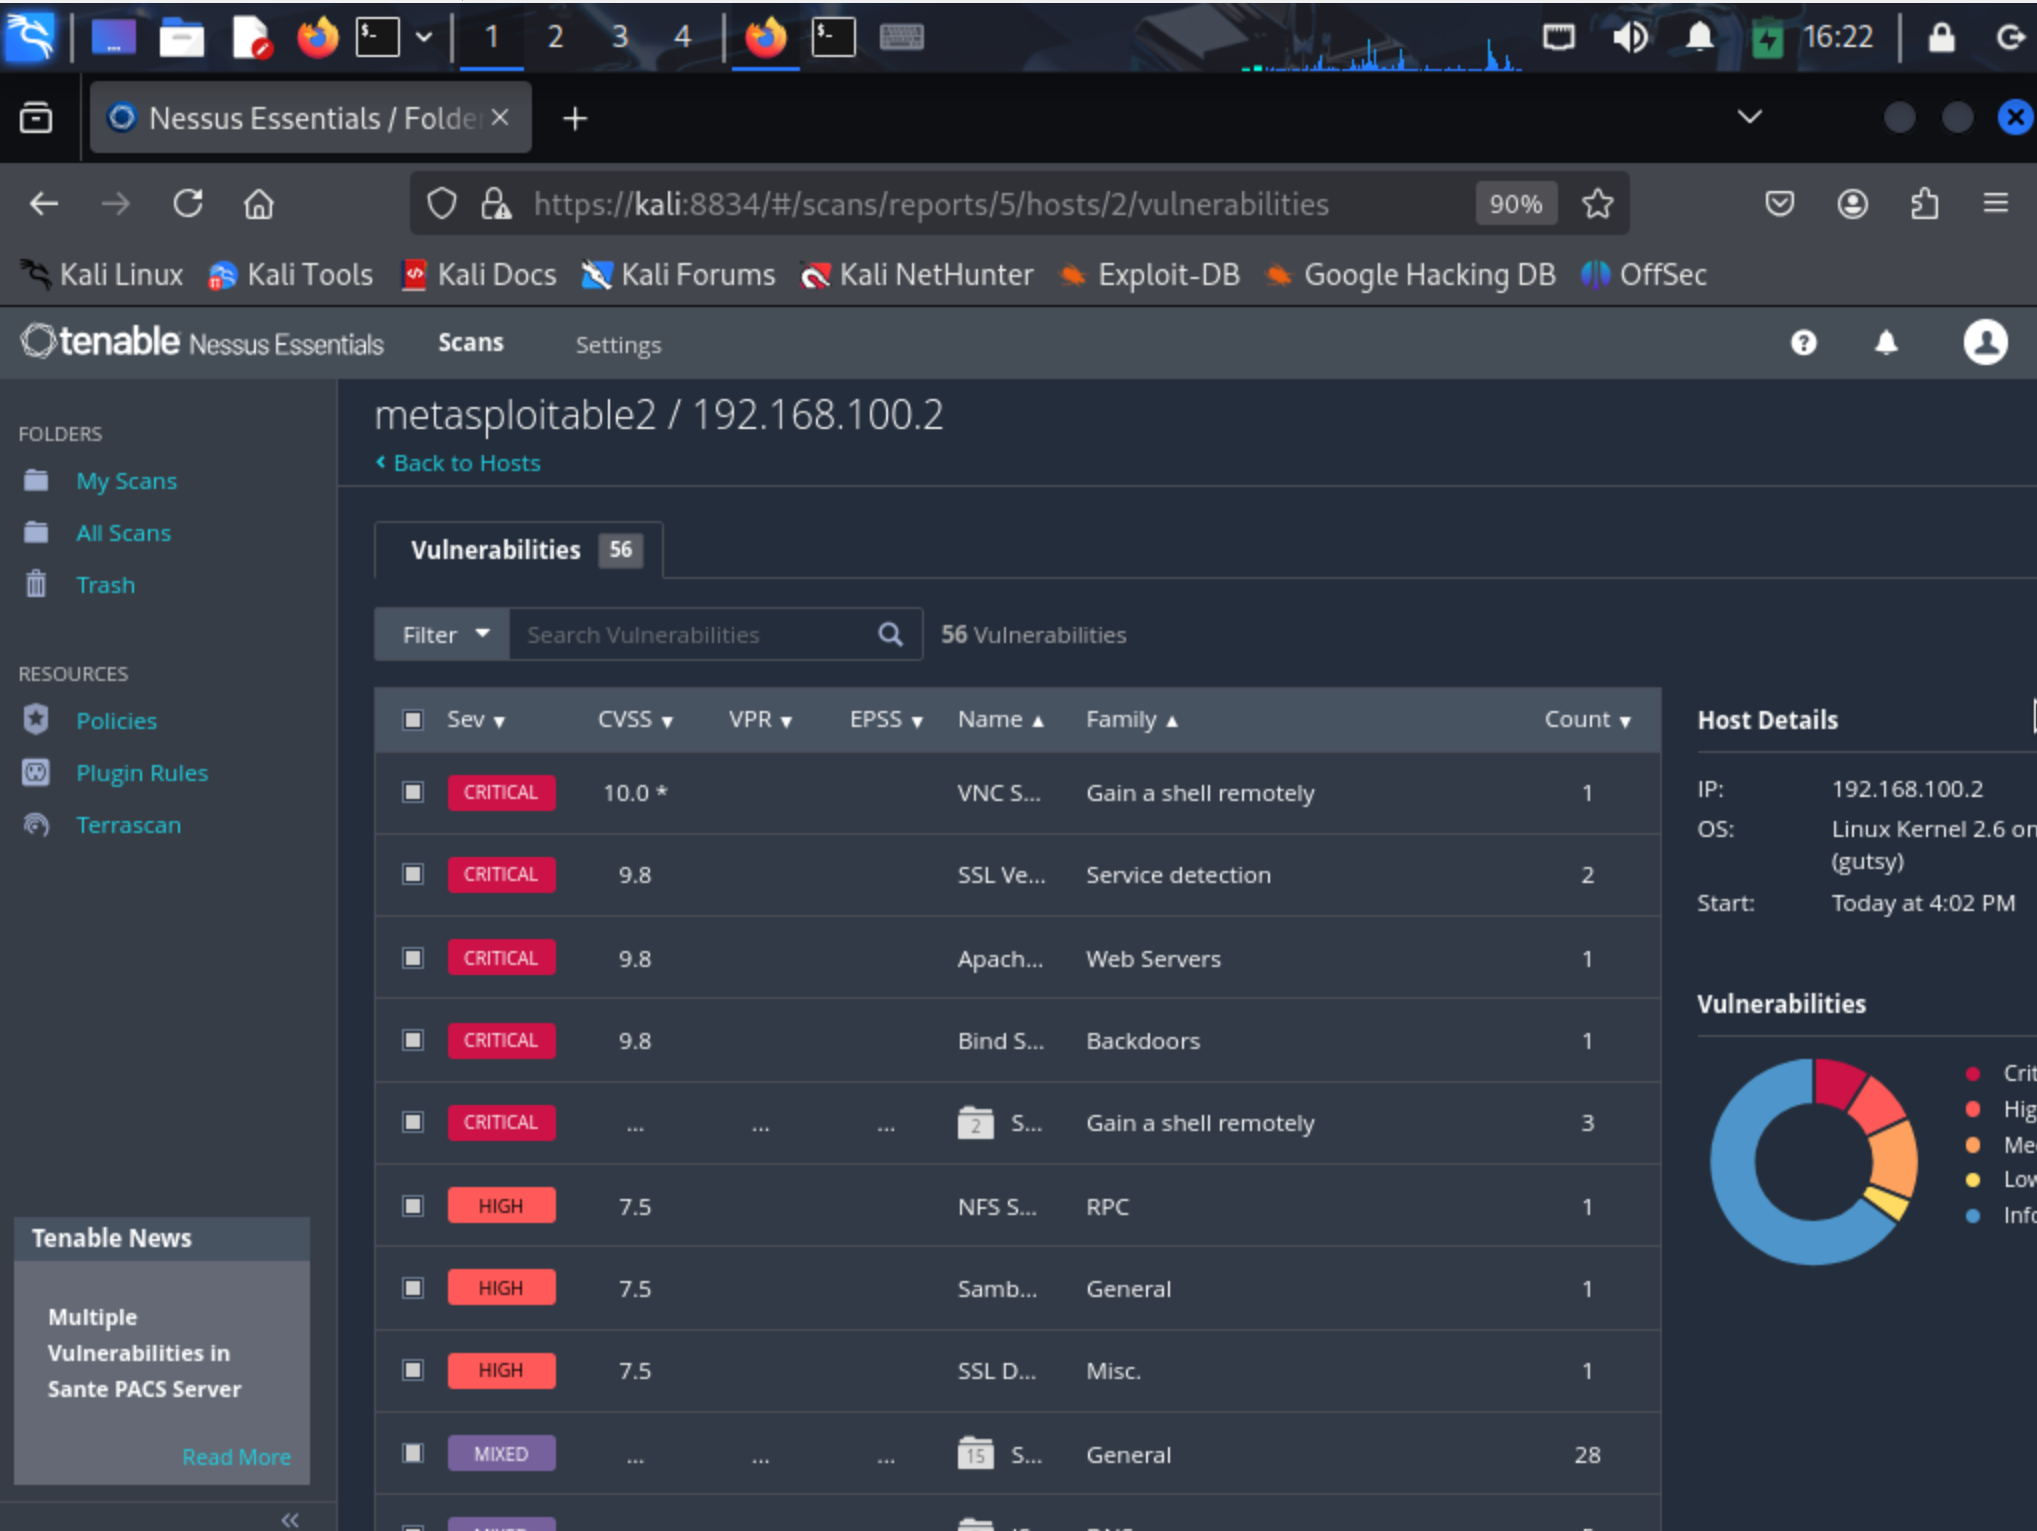 1 2 3 4 16:22
Nessus Essentials / Folde
https://kali:8834/#/scans/reports/5/hosts/2/vulnerabilities 90%
Kali Linux Kali Tools Kali Docs Kali Forums Kali NetHunter Exploit-DB Google Hacking DB OffSec
tenable Nessus Essentials Scans Settings
metasploitable2 / 192.168.100.2
Back to Hosts
FOLDERS
My Scans
All Scans
Trash
RESOURCES
Policies
Plugin Rules
Terrascan
Tenable News
Multiple
Vulnerabilities in
Sante PACS Server
Read More
Vulnerabilities 56
Filter Search Vulnerabilities 56 Vulnerabilities
Sev CVSS VPR EPSS Name Family Count
CRITICAL 10.0 * VNC S... Gain a shell remotely 1
CRITICAL 9.8 SSL Ve... Service detection 2
CRITICAL 9.8 Apach... Web Servers 1
CRITICAL 9.8 Bind S... Backdoors 1
CRITICAL ... ... ... 2 S... Gain a shell remotely 3
HIGH 7.5 NFS S... RPC 1
HIGH 7.5 Samb... General 1
HIGH 7.5 SSL D... Misc. 1
MIXED ... ... ... 15 S... General 28
Host Details
IP: 192.168.100.2
OS: Linux Kernel 2.6 on
(gutsy)
Start: Today at 4:02 PM
Vulnerabilities
Crit
Hig
Me
Low
Info